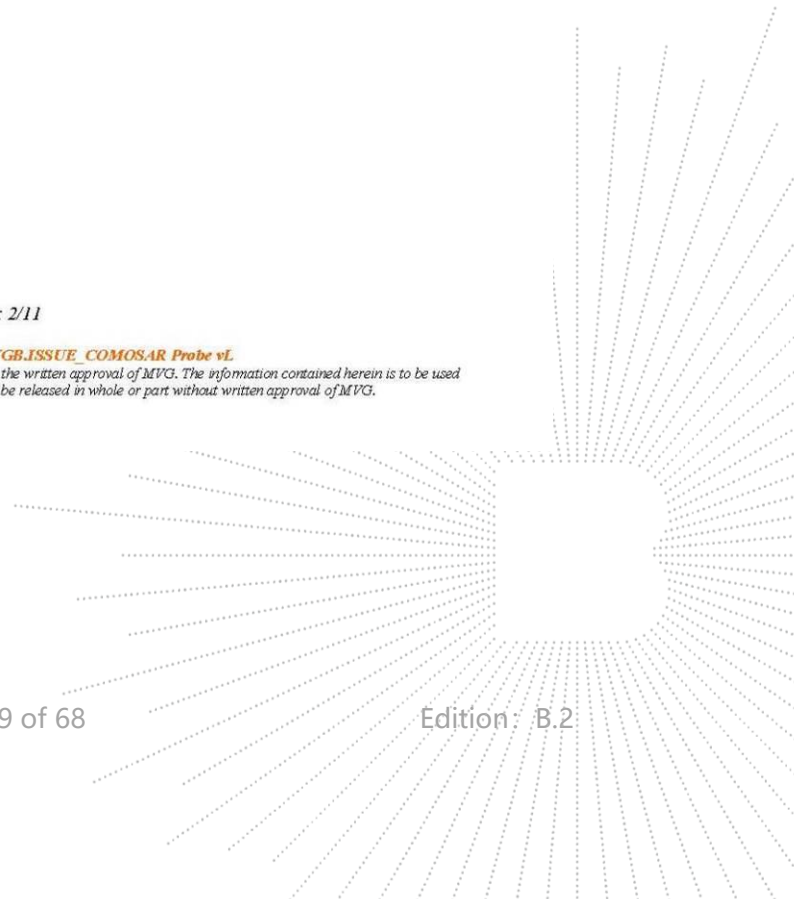 : 2/11
GB.ISSUE_COMOSAR Probe vL
the written approval of MVG. The information contained herein is to be used
be released in whole or part without written approval of MVG.
9 of 68 Edition: B.2